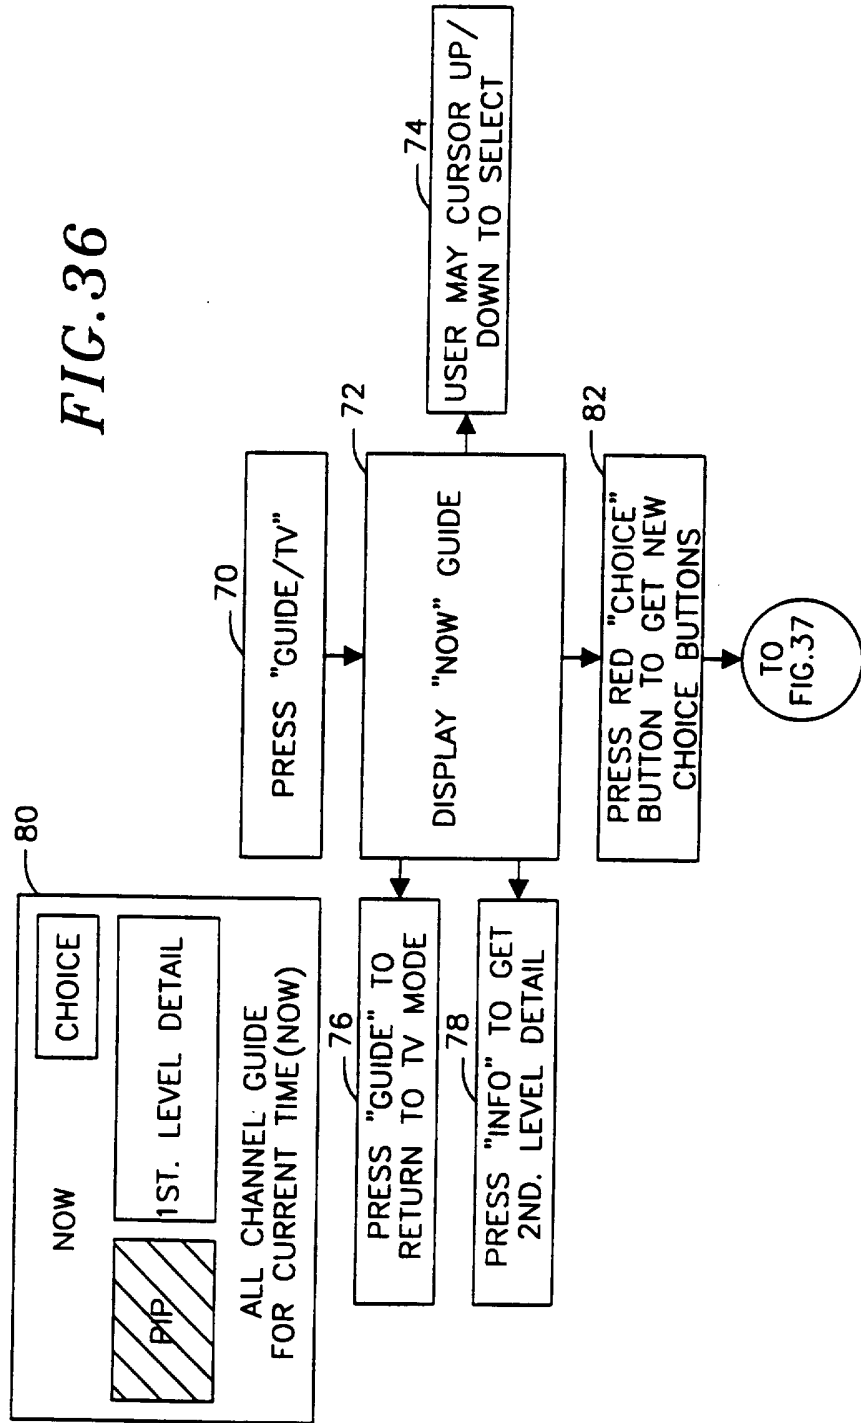 FIG.36
80
NOW
CHOICE
PIP
1ST. LEVEL DETAIL
ALL CHANNEL GUIDE
FOR CURRENT TIME(NOW)
70
PRESS "GUIDE/TV"
76
PRESS "GUIDE" TO
RETURN TO TV MODE
72
DISPLAY "NOW" GUIDE
74
USER MAY CURSOR UP/
DOWN TO SELECT
78
PRESS "INFO" TO GET
2ND. LEVEL DETAIL
82
PRESS RED "CHOICE"
BUTTON TO GET NEW
CHOICE BUTTONS
TO
FIG.37